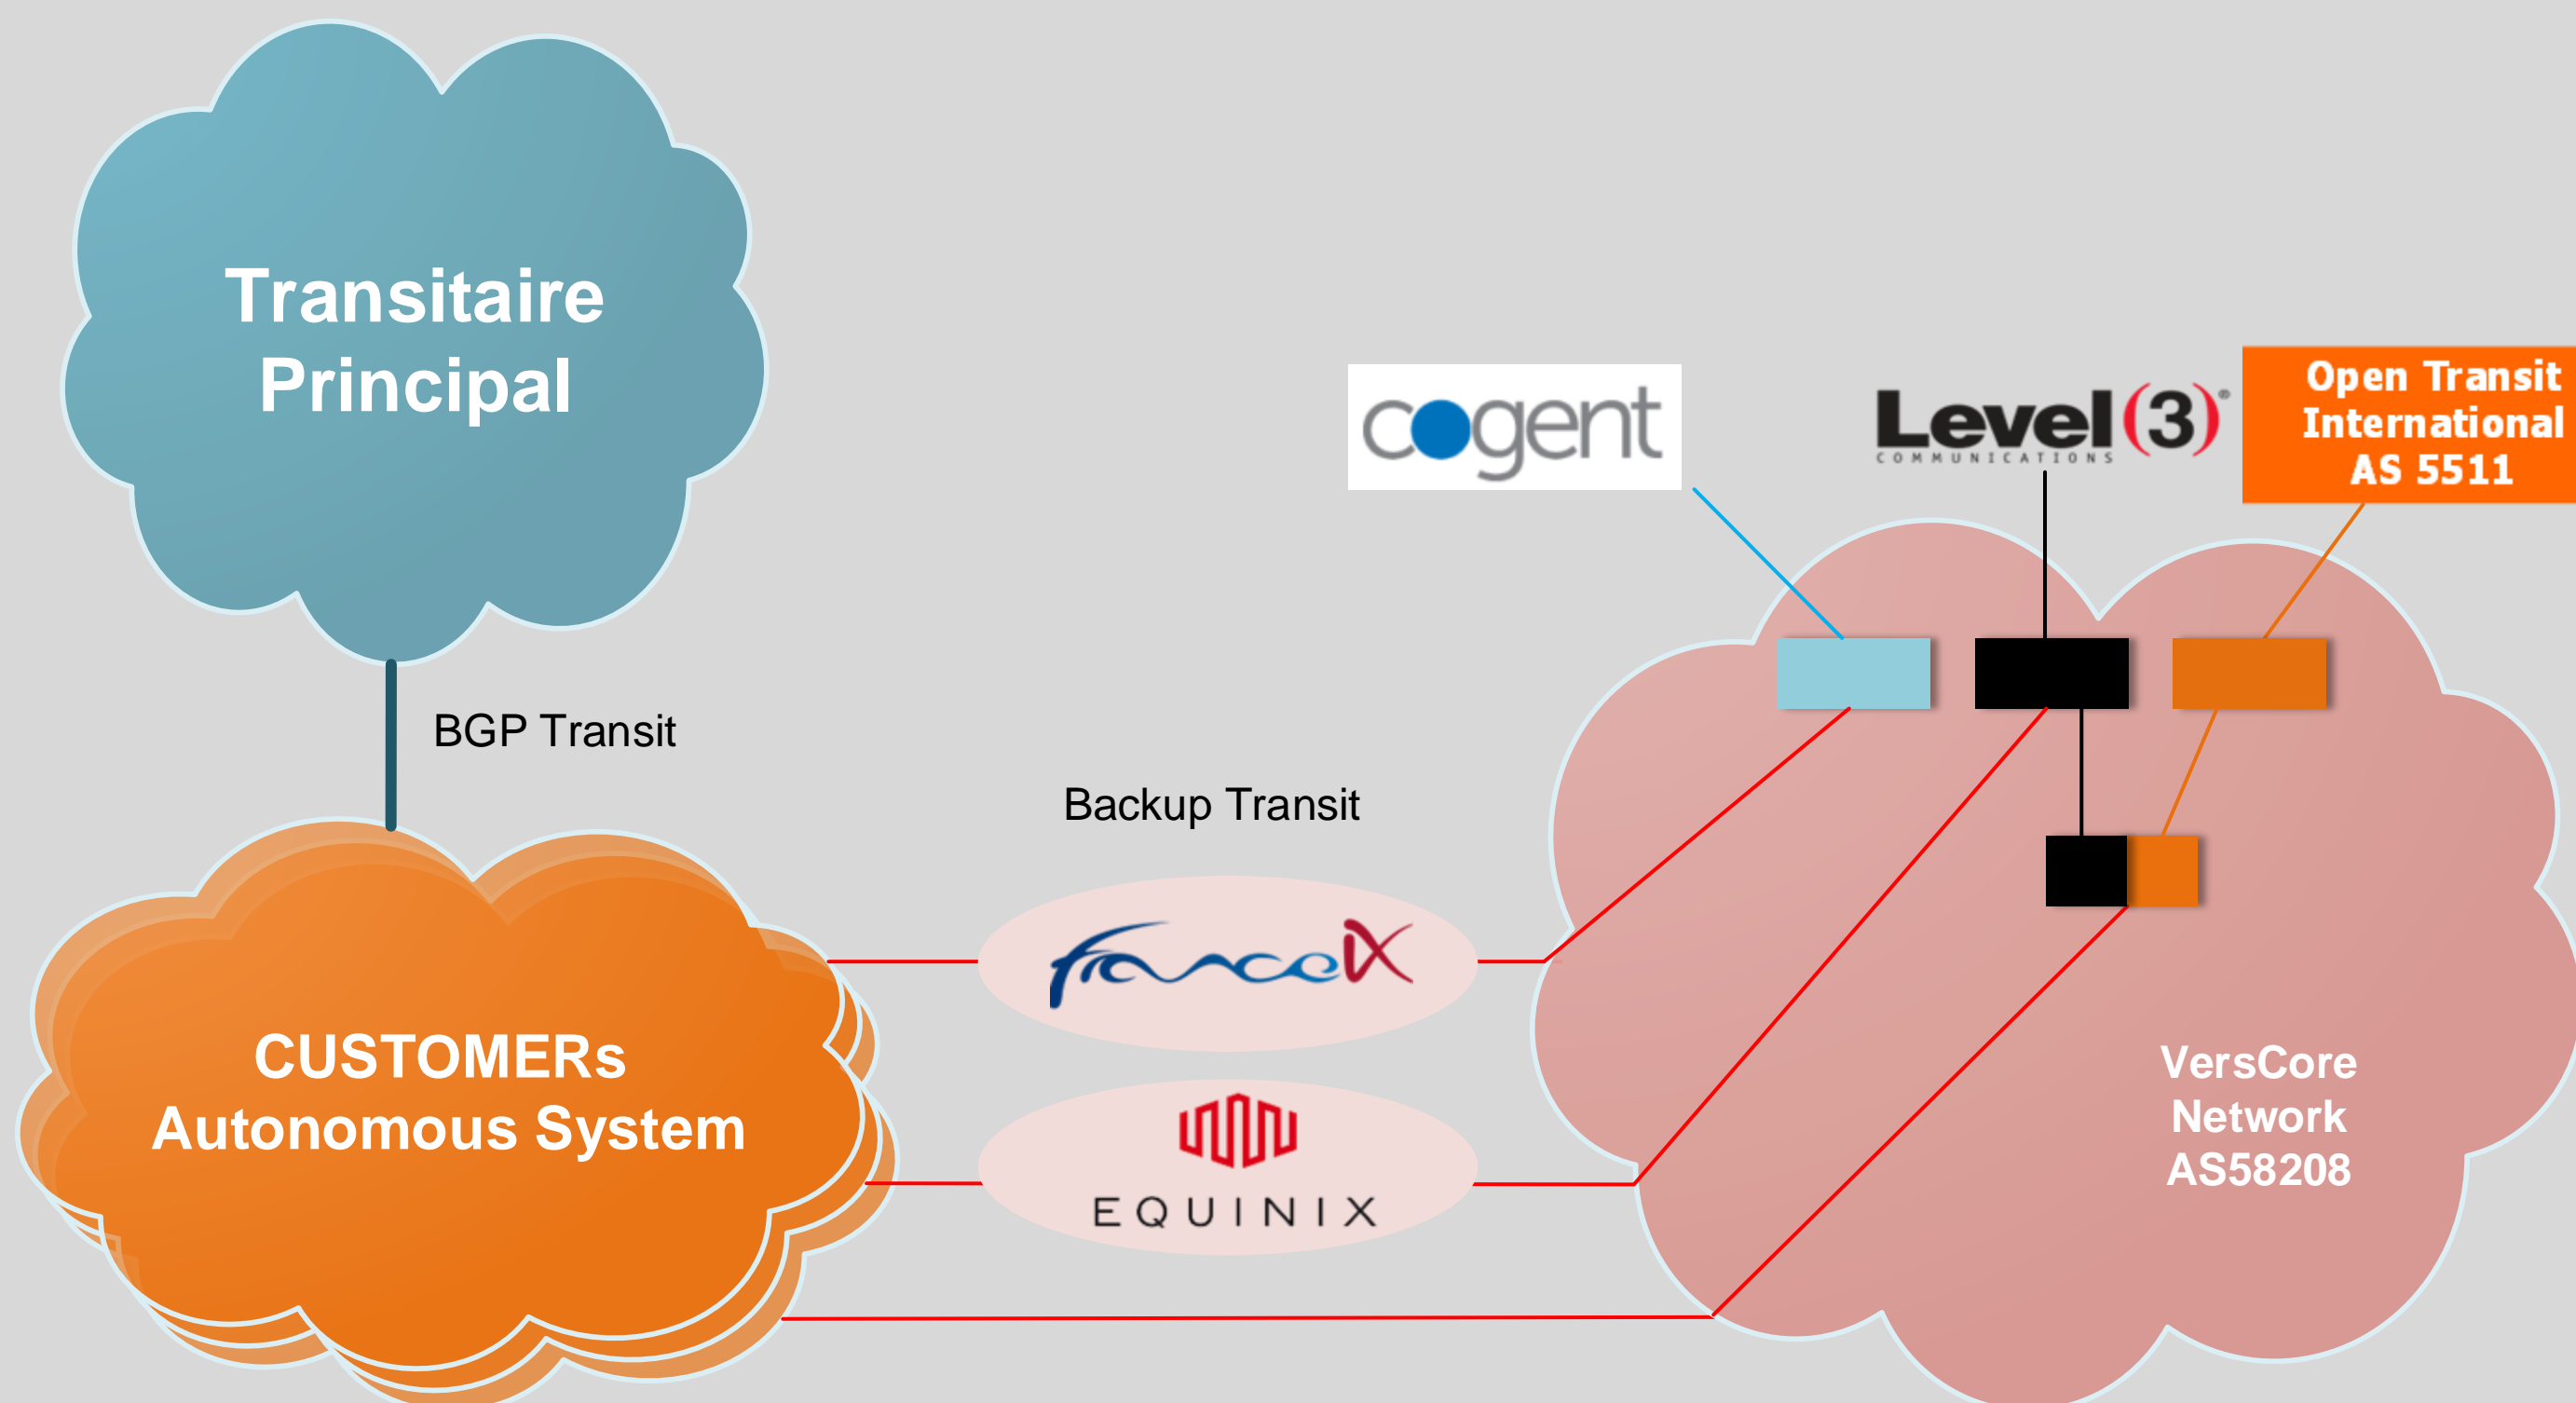 Transitaire
Principal
cogent
Level(3)®
COMMUNICATIONS
Open Transit
International
AS 5511
BGP Transit
Backup Transit
franceIX
CUSTOMERs
Autonomous System
EQUINIX
VersCore
Network
AS58208